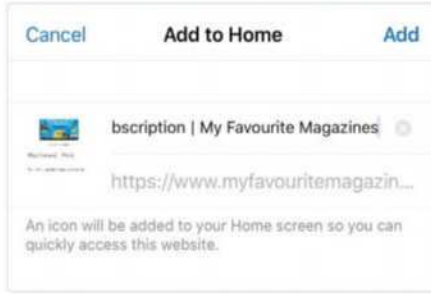 Cancel Add to Home Add
bscription | My Favourite Magazines
https://www.myfavouritemagazin...
An icon will be added to your Home screen so you can
quickly access this website.